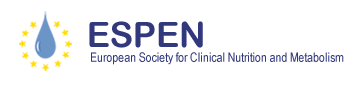 ESPEN
European Society for Clinical Nutrition and Metabolism